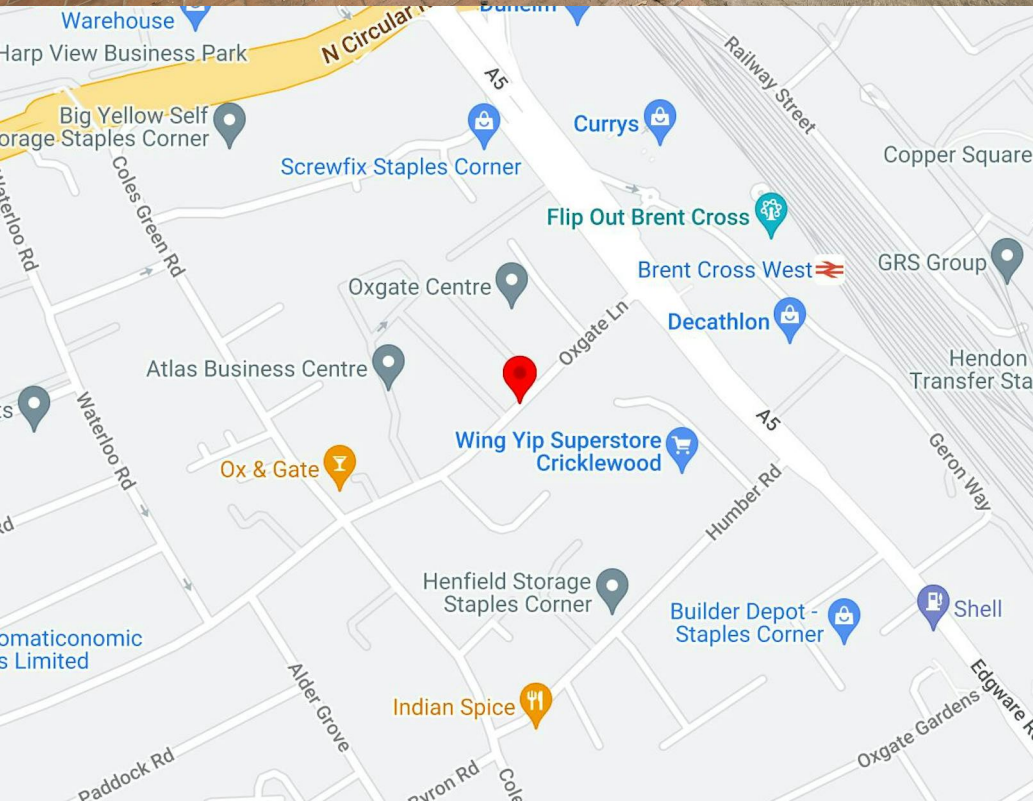 Warehouse
Harp View Business Park
N Circular
A5
Railway Street
Big Yellow Self
orage Staples Corner
Currys
Screwfix Staples Corner
Copper Square
Waterloo Rd
Coles Green Rd
Flip Out Brent Cross
Brent Cross West
GRS Group
Oxgate Centre
Decathlon
Oxgate Ln
Hendon
Transfer Sta
Atlas Business Centre
ts
Waterloo Rd
A5
Wing Yip Superstore
Cricklewood
Ox & Gate
Geron Way
Humber Rd
Henfield Storage
Staples Corner
Builder Depot -
Staples Corner
Shell
omaticonomic
s Limited
Alder Grove
Indian Spice
Edgware R
Oxgate Gardens
Paddock Rd
Byron Rd
Cole